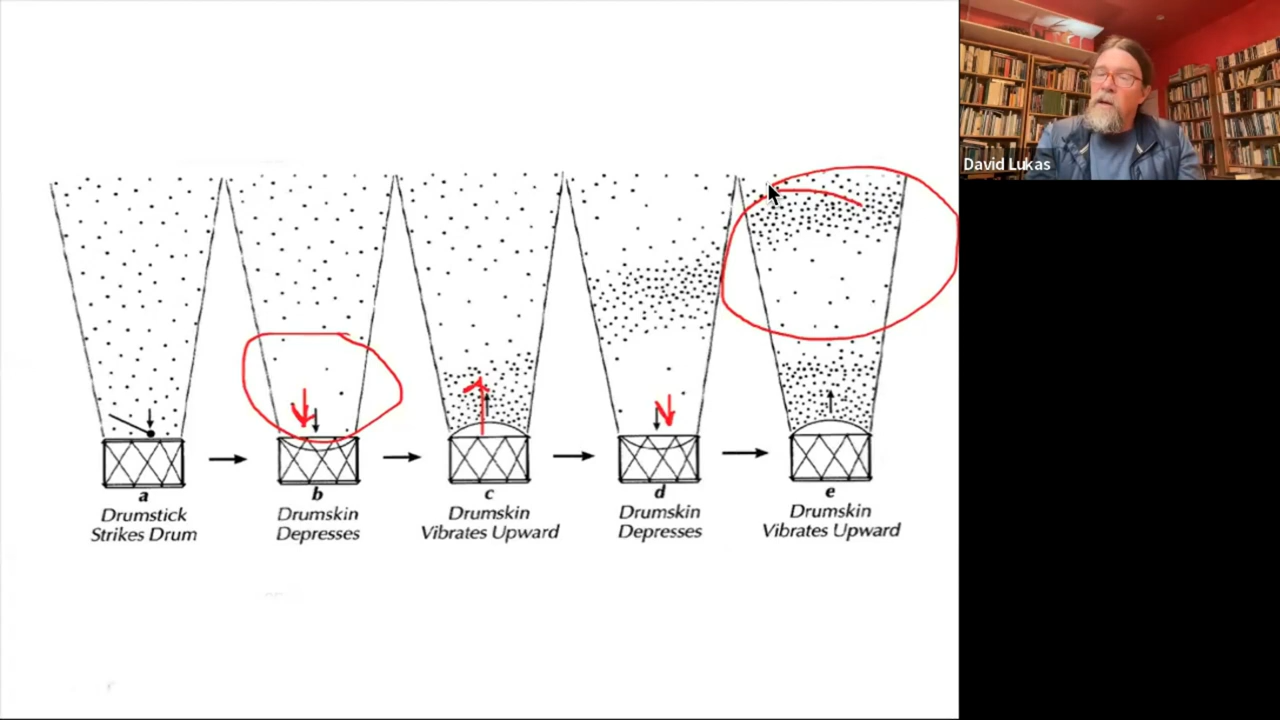 David Lukas
a
Drumstick
Strikes Drum
b
Drumskin
Depresses
c
Drumskin
Vibrates Upward
d
Drumskin
Depresses
e
Drumskin
Vibrates Upward